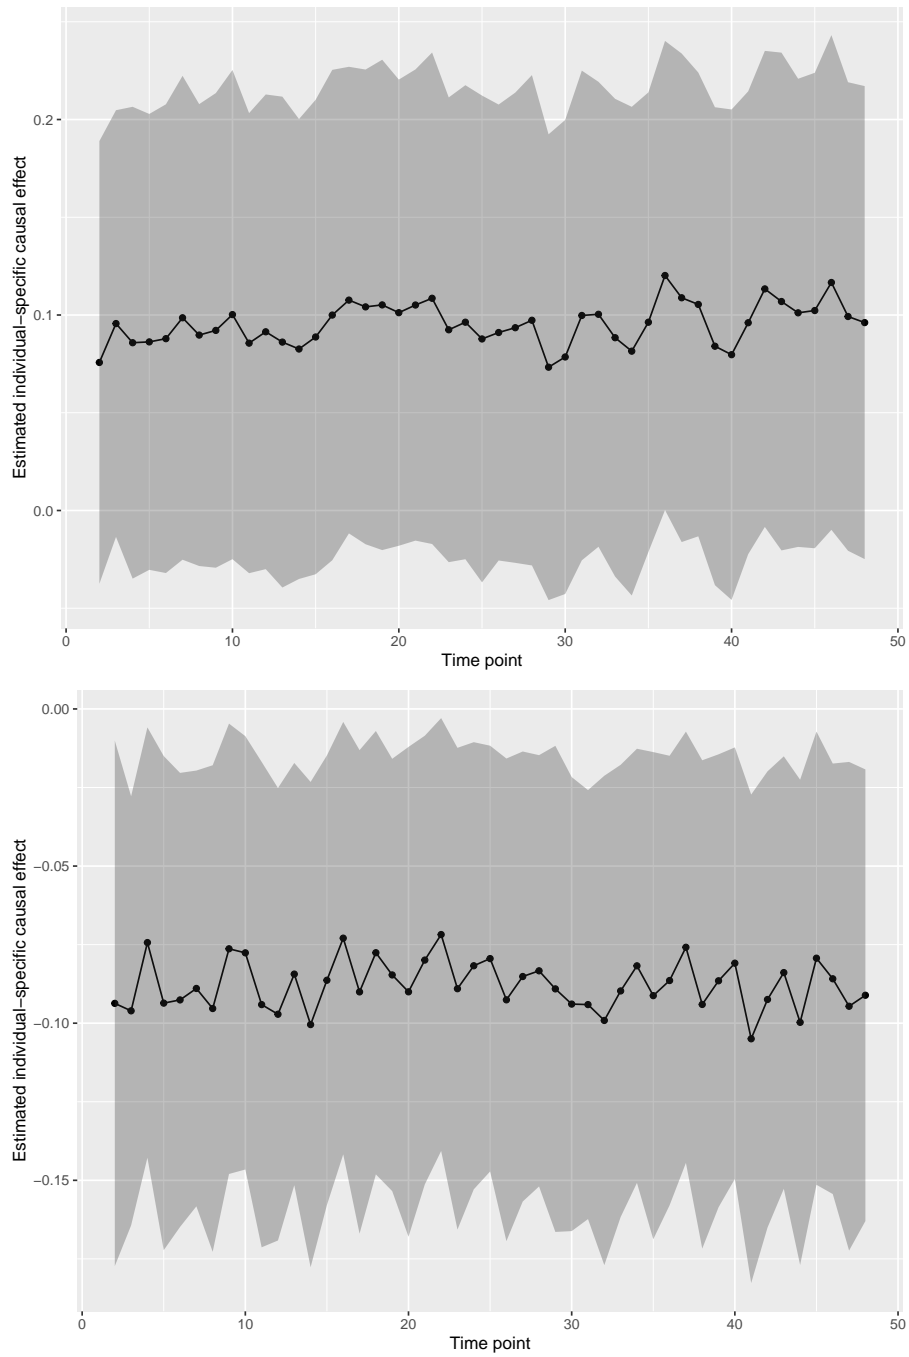 Estimated individual−specific causal effect
0.2
0.1
0.0
0 10 20 30 40 50
Time point
Estimated individual−specific causal effect
0.00
−0.05
−0.10
−0.15
0 10 20 30 40 50
Time point